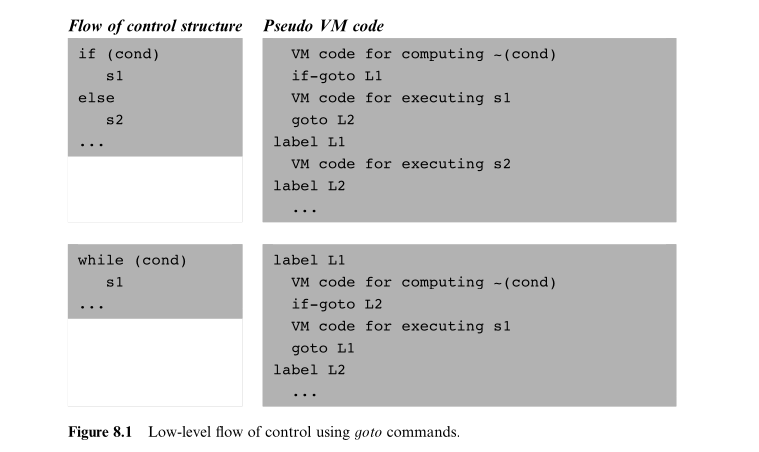 Flow of control structure
Pseudo VM code
if (cond)
s1
else
s2
...
VM code for computing ~(cond)
if-goto L1
VM code for executing s1
goto L2
label L1
VM code for executing s2
label L2
...
while (cond)
s1
...
label L1
VM code for computing ~(cond)
if-goto L2
VM code for executing s1
goto L1
label L2
...
Figure 8.1 Low-level flow of control using goto commands.